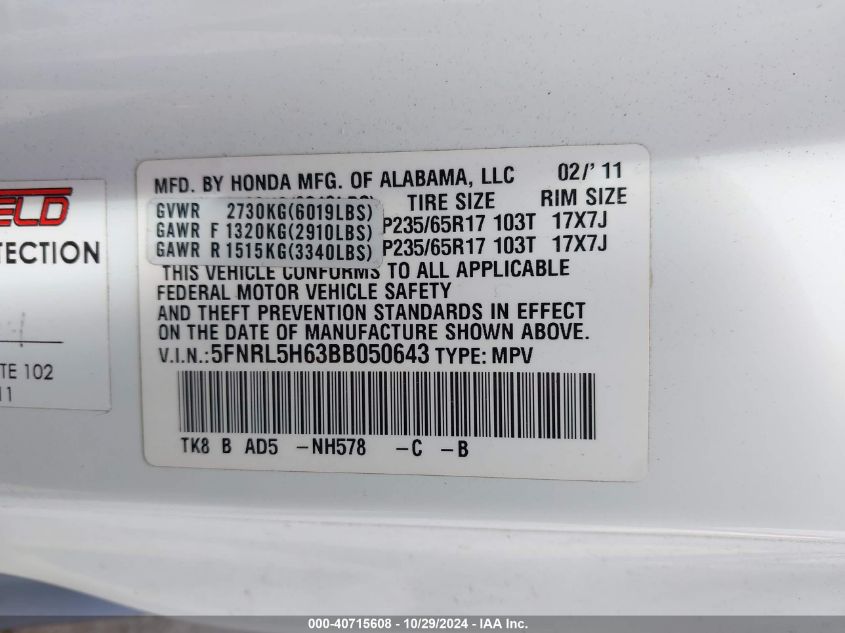 MFD. BY HONDA MFG. OF ALABAMA, LLC 02/' 11
TIRE SIZE RIM SIZE
GVWR 2730KG(6019LBS)
GAWR F 1320KG(2910LBS) P235/65R17 103T 17X7J
GAWR R 1515KG(3340LBS) P235/65R17 103T 17X7J
THIS VEHICLE CONFORMS TO ALL APPLICABLE
FEDERAL MOTOR VEHICLE SAFETY
AND THEFT PREVENTION STANDARDS IN EFFECT
ON THE DATE OF MANUFACTURE SHOWN ABOVE.
V.I.N.: 5FNRL5H63BB050643 TYPE: MPV
TK8 B AD5 -NH578 -C -B
ELD
TECTION
TE 102
11
000-40715608 - 10/29/2024 - IAA Inc.